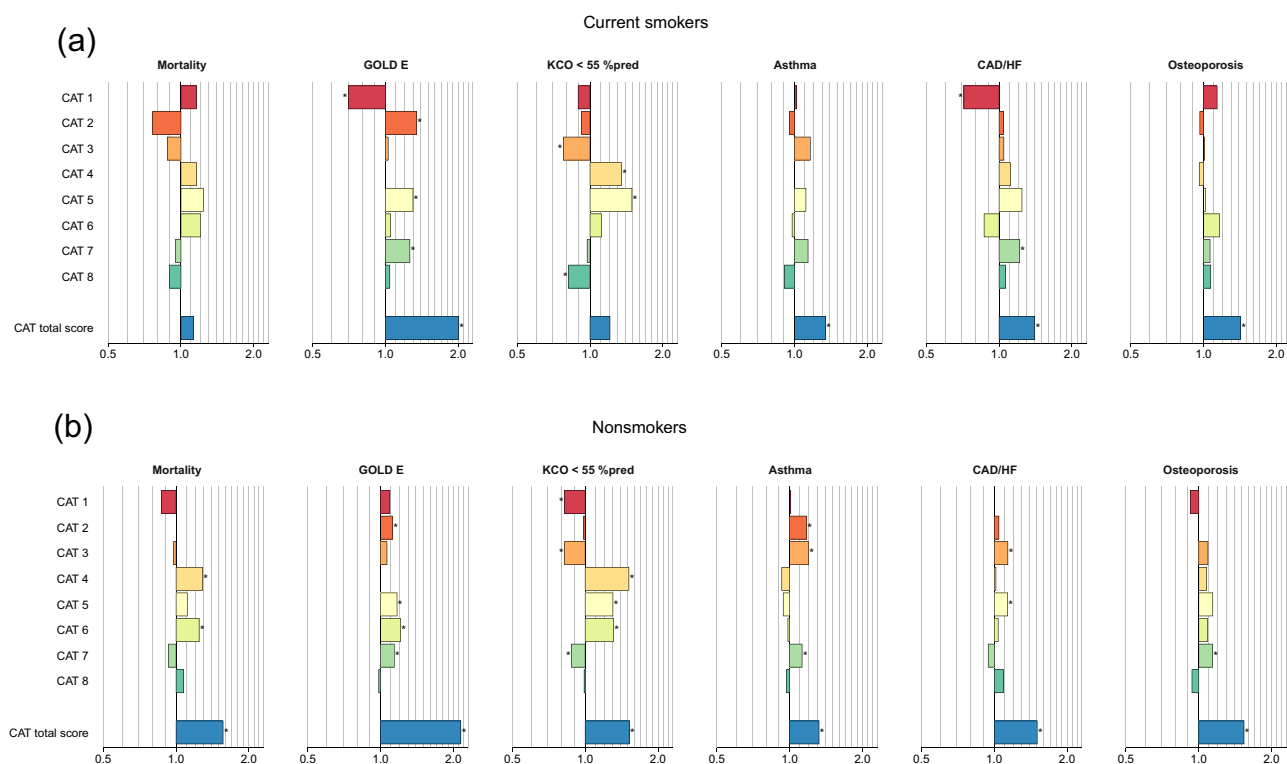 (a)
Current smokers
Mortality GOLD E KCO < 55 %pred Asthma CAD/HF Osteoporosis
CAT 1 * *
CAT 2 *
CAT 3 *
CAT 4 *
CAT 5 * *
CAT 6
CAT 7 * *
CAT 8 *
CAT total score * * * *
0.5 1.0 2.0 0.5 1.0 2.0 0.5 1.0 2.0 0.5 1.0 2.0 0.5 1.0 2.0 0.5 1.0 2.0
(b)
Nonsmokers
Mortality GOLD E KCO < 55 %pred Asthma CAD/HF Osteoporosis
CAT 1 *
CAT 2 * *
CAT 3 * * *
CAT 4 * *
CAT 5 * * *
CAT 6 * * *
CAT 7 * * * *
CAT 8
CAT total score * * * * * *
0.5 1.0 2.0 0.5 1.0 2.0 0.5 1.0 2.0 0.5 1.0 2.0 0.5 1.0 2.0 0.5 1.0 2.0